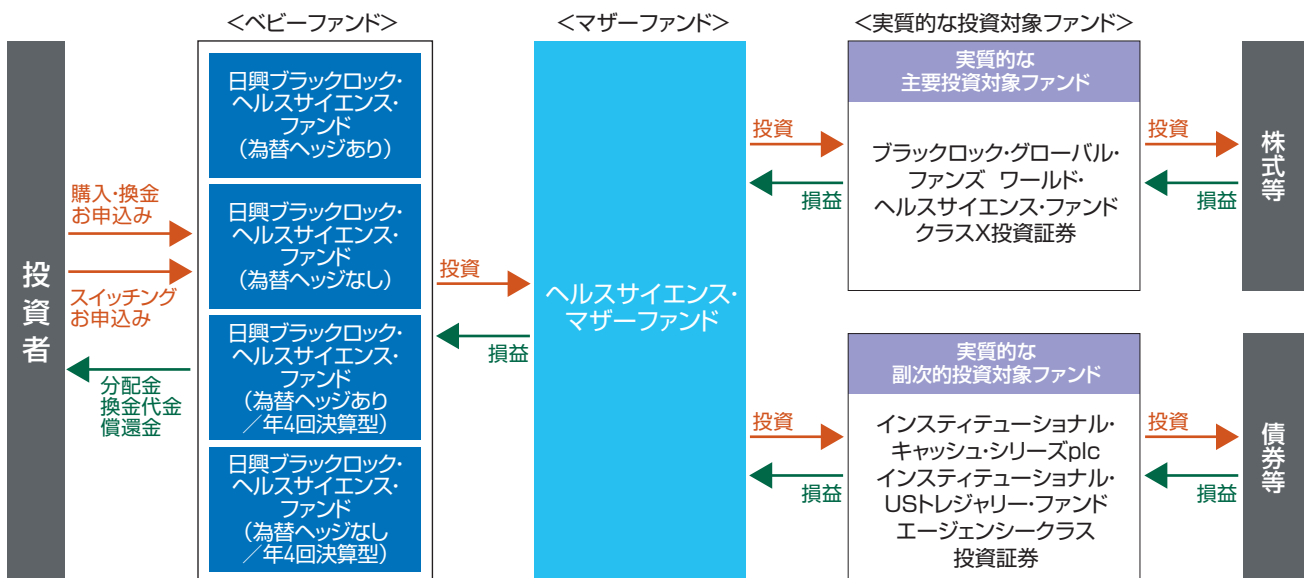 <ベビーファンド>
<マザーファンド>
<実質的な投資対象ファンド>
投資者
購入・換金
お申込み
スイッチング
お申込み
分配金
換金代金
償還金
日興ブラックロック・
ヘルスサイエンス・
ファンド
(為替ヘッジあり)
日興ブラックロック・
ヘルスサイエンス・
ファンド
(為替ヘッジなし)
日興ブラックロック・
ヘルスサイエンス・
ファンド
(為替ヘッジあり
/年4回決算型)
日興ブラックロック・
ヘルスサイエンス・
ファンド
(為替ヘッジなし
/年4回決算型)
投資
損益
ヘルスサイエンス・
マザーファンド
投資
損益
実質的な
主要投資対象ファンド
ブラックロック・グローバル・
ファンズ ワールド・
ヘルスサイエンス・ファンド
クラスX投資証券
投資
損益
株式等
投資
損益
実質的な
副次的投資対象ファンド
インスティテューショナル・
キャッシュ・シリーズplc
インスティテューショナル・
USトレジャリー・ファンド
エージェンシークラス
投資証券
投資
損益
債券等